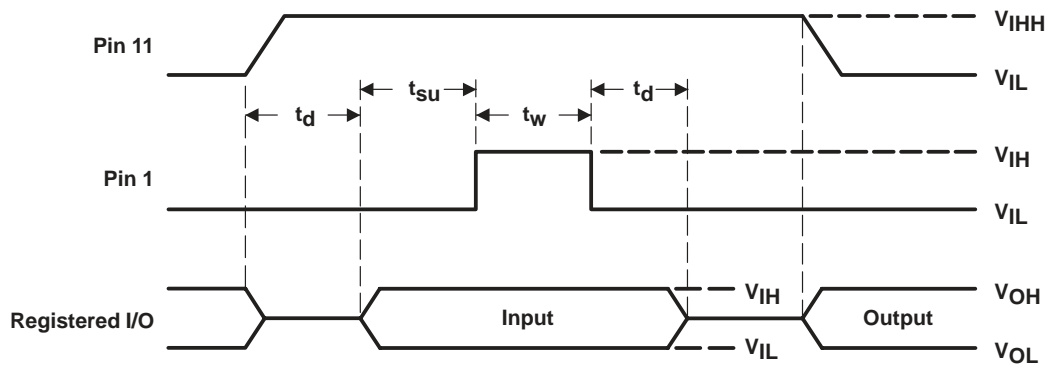 Pin 11
VIHH
VIL
td
tsu
tw
td
Pin 1
VIH
VIL
Registered I/O
Input
VIH
VIL
Output
VOH
VOL